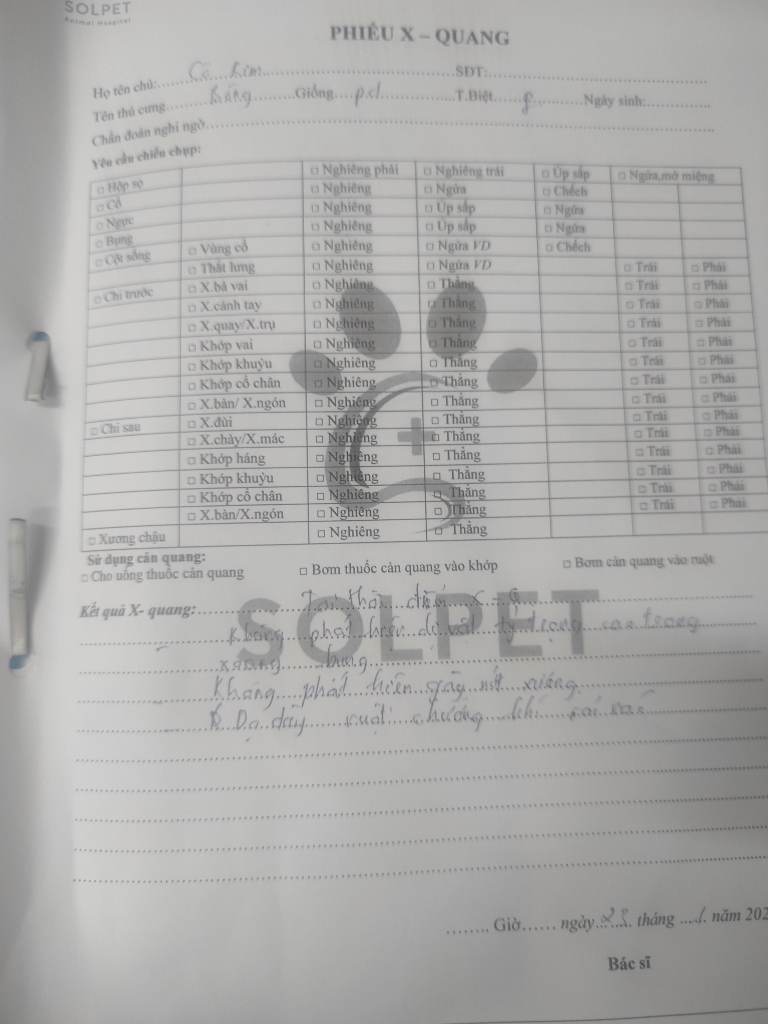 SOLPET
Animal Hospital
PHIẾU X – QUANG
Họ tên chủ: Cô Kim SĐT:
Tên thú cưng Giống p.d T.Biệt ♀ Ngày sinh:
Chẩn đoán nghi ngờ
Yêu cầu chiếu chụp:
□ Hộp sọ □ Nghiêng phải □ Nghiêng trái □ Úp sấp □ Ngửa,mở miệng
□ Cổ □ Nghiêng □ Ngửa □ Chếch
□ Ngực □ Nghiêng □ Úp sấp □ Ngửa
□ Bụng □ Nghiêng □ Úp sấp □ Ngửa
□ Cột sống □ Vùng cổ □ Nghiêng □ Ngửa VD □ Chếch
□ Thắt lưng □ Nghiêng □ Ngửa VD □ Trái □ Phải
□ Chi trước □ X.bả vai □ Nghiêng □ Thẳng □ Trái □ Phải
□ X.cánh tay □ Nghiêng □ Thẳng □ Trái □ Phải
□ X.quay/X.trụ □ Nghiêng □ Thẳng □ Trái □ Phải
□ Khớp vai □ Nghiêng □ Thẳng □ Trái □ Phải
□ Khớp khuỷu □ Nghiêng □ Thẳng □ Trái □ Phải
□ Khớp cổ chân □ Nghiêng □ Thẳng □ Trái □ Phải
□ X.bàn/ X.ngón □ Nghiêng □ Thẳng □ Trái □ Phải
□ Chi sau □ X.đùi □ Nghiêng □ Thẳng □ Trái □ Phải
□ X.chày/X.mác □ Nghiêng □ Thẳng □ Trái □ Phải
□ Khớp háng □ Nghiêng □ Thẳng □ Trái □ Phải
□ Khớp khuỷu □ Nghiêng □ Thẳng □ Trái □ Phải
□ Khớp cổ chân □ Nghiêng □ Thẳng □ Trái □ Phải
□ X.bàn/X.ngón □ Nghiêng □ Thẳng □ Trái □ Phải
□ Xương chậu □ Nghiêng □ Thẳng
Sử dụng cản quang:
□ Cho uống thuốc cản quang □ Bơm thuốc cản quang vào khớp □ Bơm cản quang vào ruột
SOLPET
Kết quả X- quang: Tại thời điểm X. Q
Không phát hiện dị vật tỷ trọng cao trong
xoang bụng
Không phát hiện gãy nứt xương
Dạ dày ruột chướng khí
Giờ ngày 23 tháng 1 năm 202
Bác sĩ